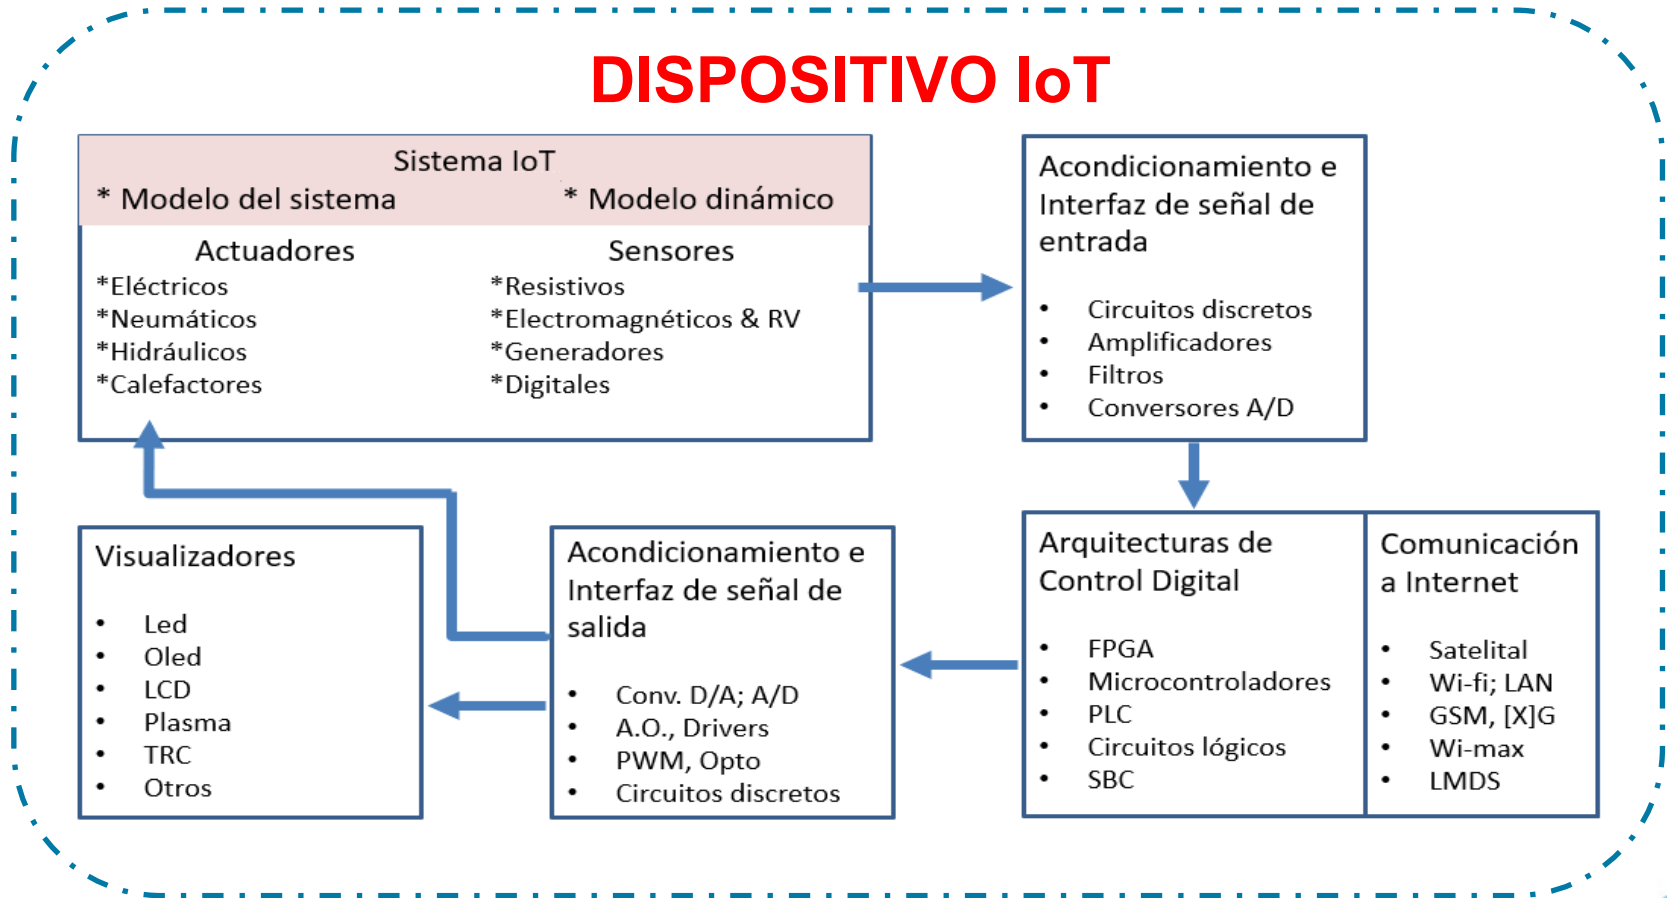 DISPOSITIVO IoT
Sistema IoT
* Modelo del sistema
* Modelo dinámico
Actuadores
*Eléctricos
*Neumáticos
*Hidráulicos
*Calefactores
Sensores
*Resistivos
*Electromagnéticos & RV
*Generadores
*Digitales
Acondicionamiento e
Interfaz de señal de
entrada
• Circuitos discretos
• Amplificadores
• Filtros
• Conversores A/D
Visualizadores
• Led
• Oled
• LCD
• Plasma
• TRC
• Otros
Acondicionamiento e
Interfaz de señal de
salida
• Conv. D/A; A/D
• A.O., Drivers
• PWM, Opto
• Circuitos discretos
Arquitecturas de
Control Digital
• FPGA
• Microcontroladores
• PLC
• Circuitos lógicos
• SBC
Comunicación
a Internet
• Satelital
• Wi-fi; LAN
• GSM, [X]G
• Wi-max
• LMDS